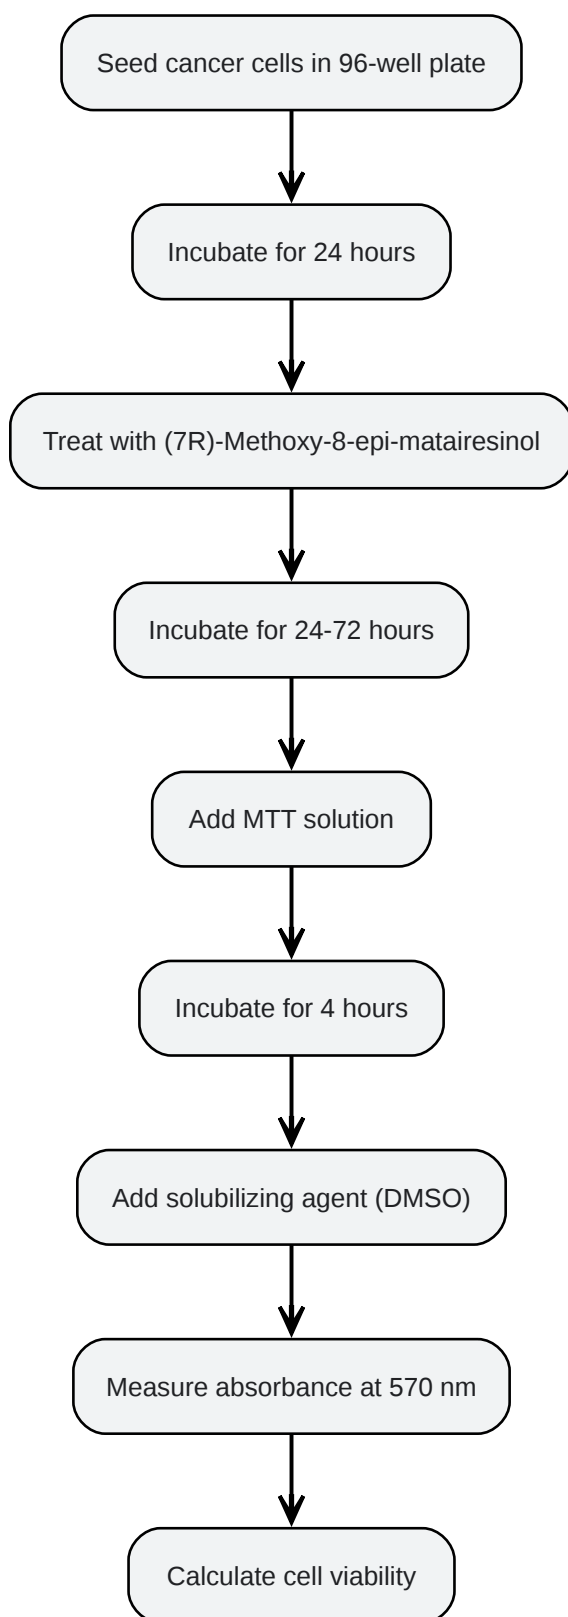 Seed cancer cells in 96-well plate
Incubate for 24 hours
Treat with (7R)-Methoxy-8-epi-matairesinol
Incubate for 24-72 hours
Add MTT solution
Incubate for 4 hours
Add solubilizing agent (DMSO)
Measure absorbance at 570 nm
Calculate cell viability